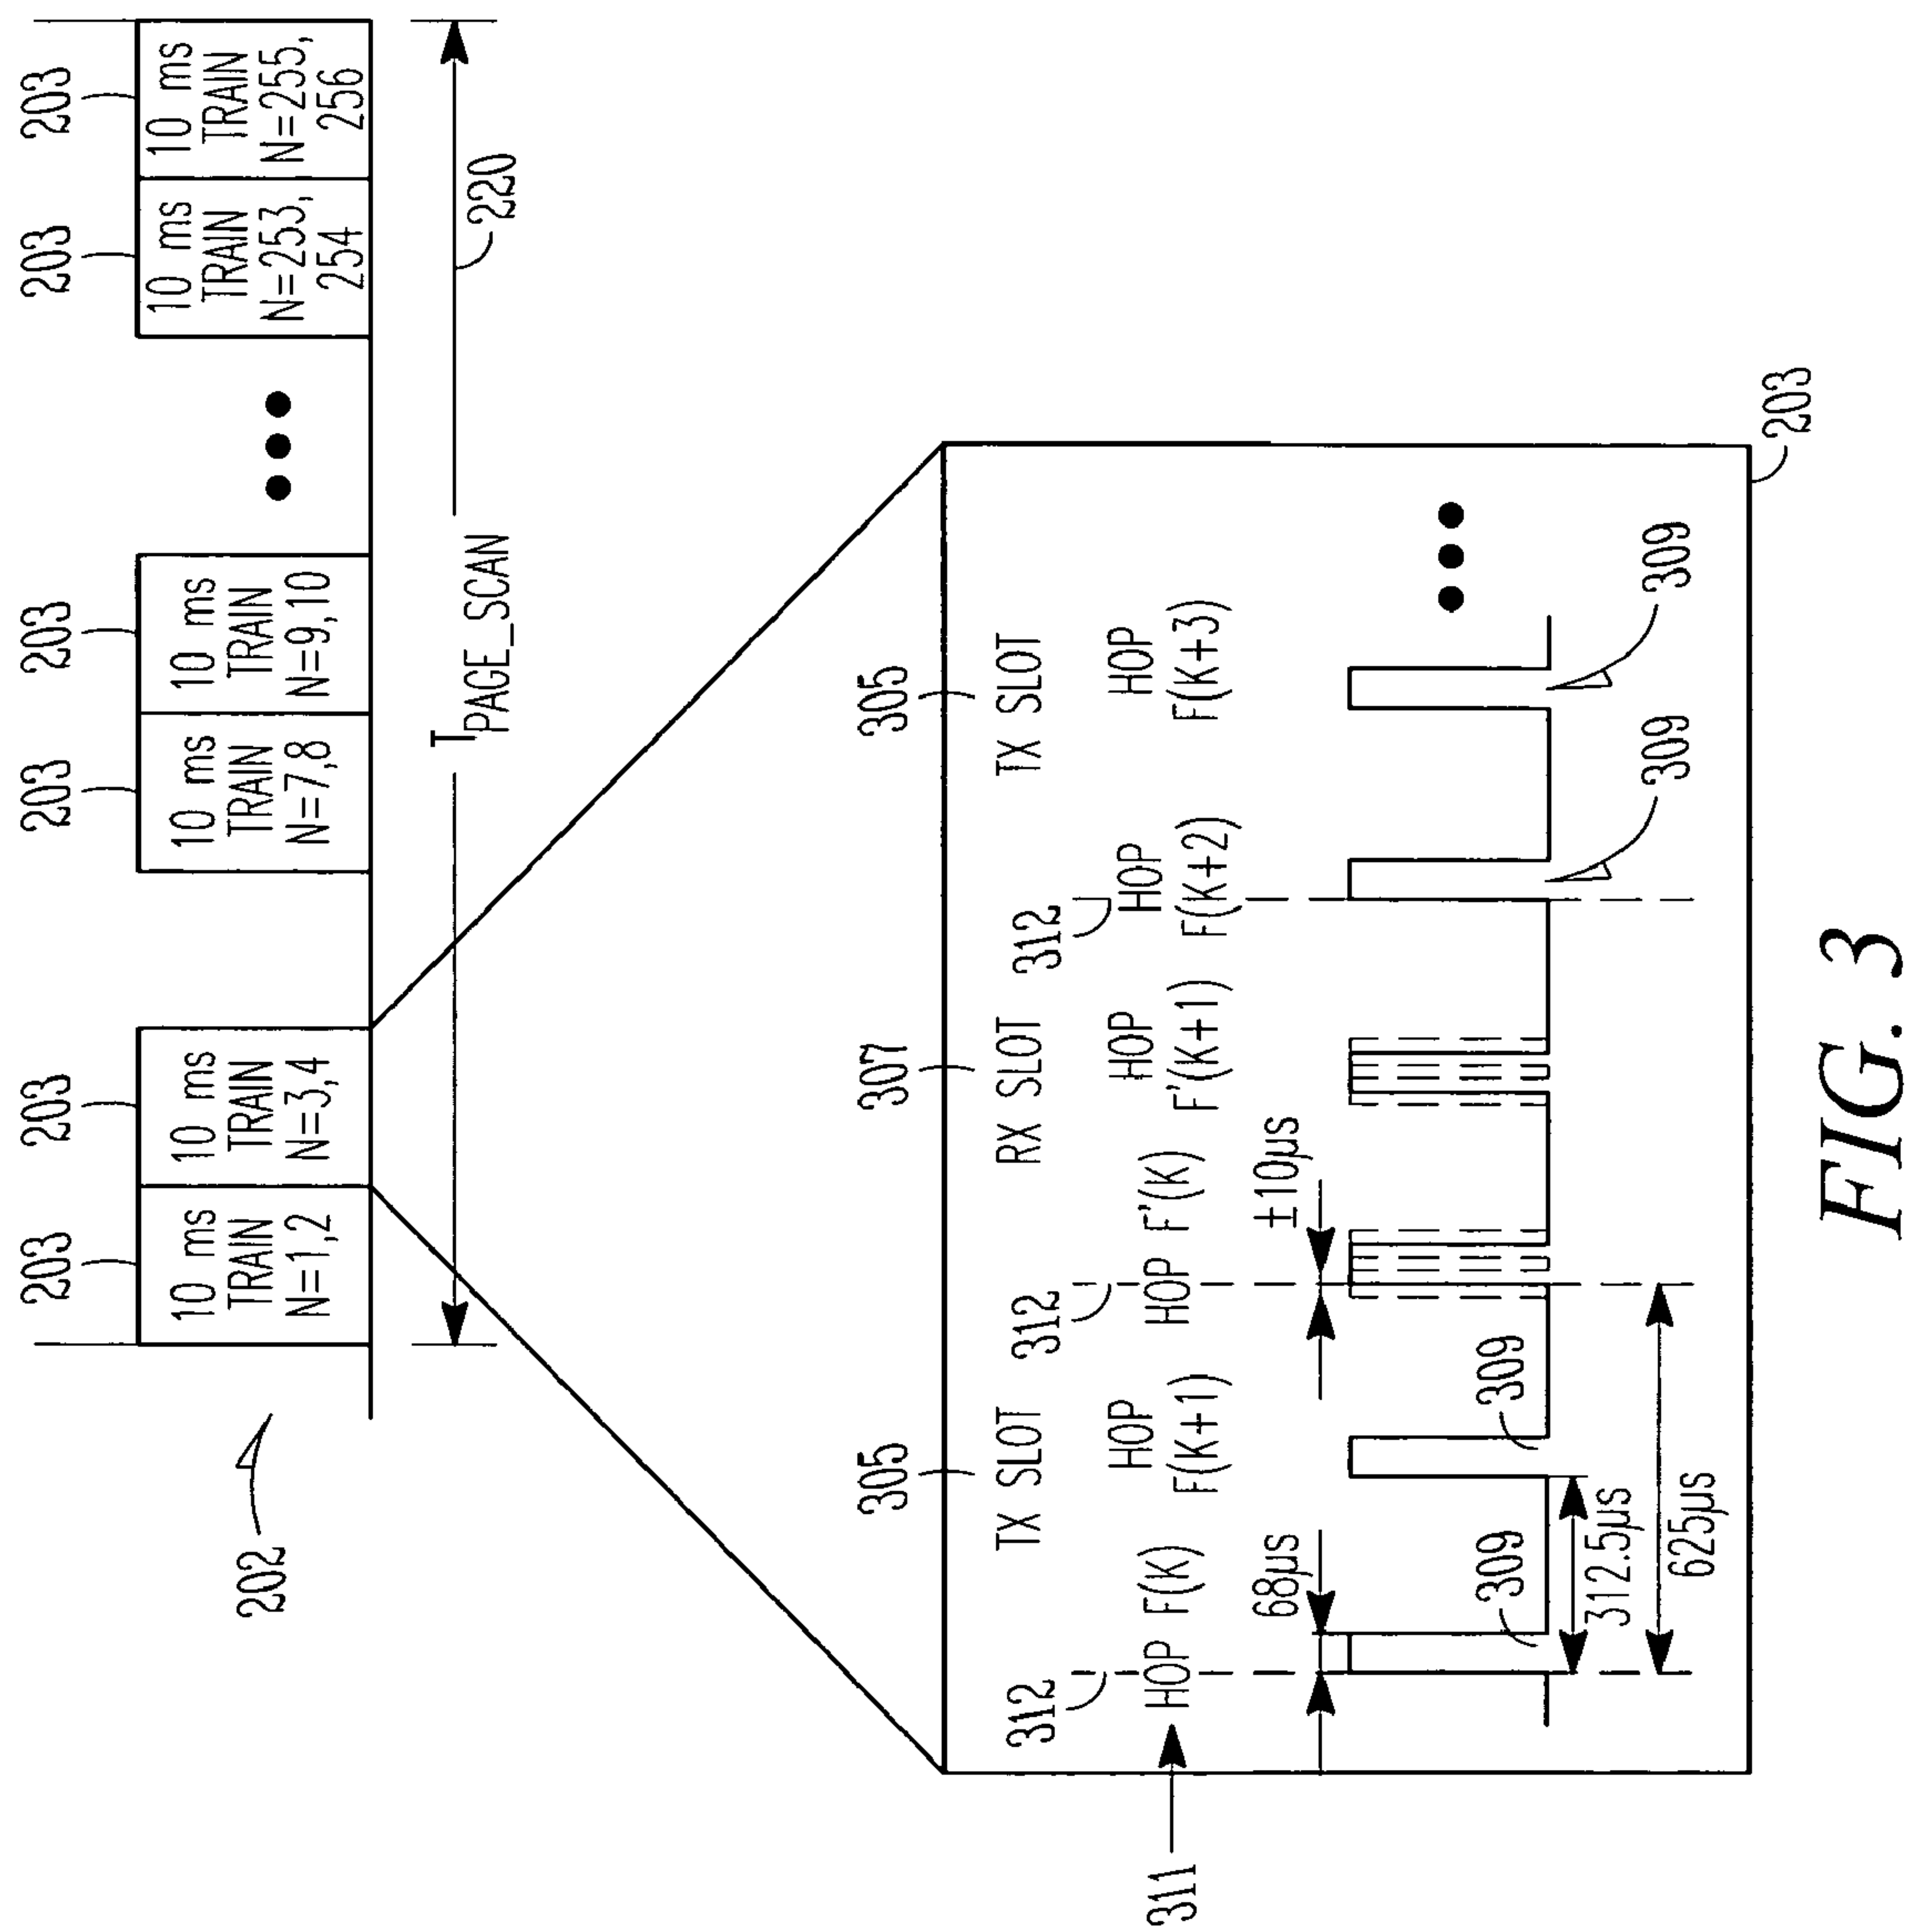 203 203 203 203 203 203
10 ms
TRAIN
N=1,2
10 ms
TRAIN
N=3,4
10 ms
TRAIN
N=7,8
10 ms
TRAIN
N=9,10
10 ms
TRAIN
N=253,
254
10 ms
TRAIN
N=255,
256
202
TPAGE_SCAN
220
305 307 305
TX SLOT RX SLOT TX SLOT
312 312 312
311
HOP F(K)
HOP
F(K+1)
HOP F'(K)
HOP
F'(K+1)
HOP
F(K+2)
HOP
F(K+3)
68µs
±10µs
309 309
312.5µs
625µs
309 309
203
FIG. 3